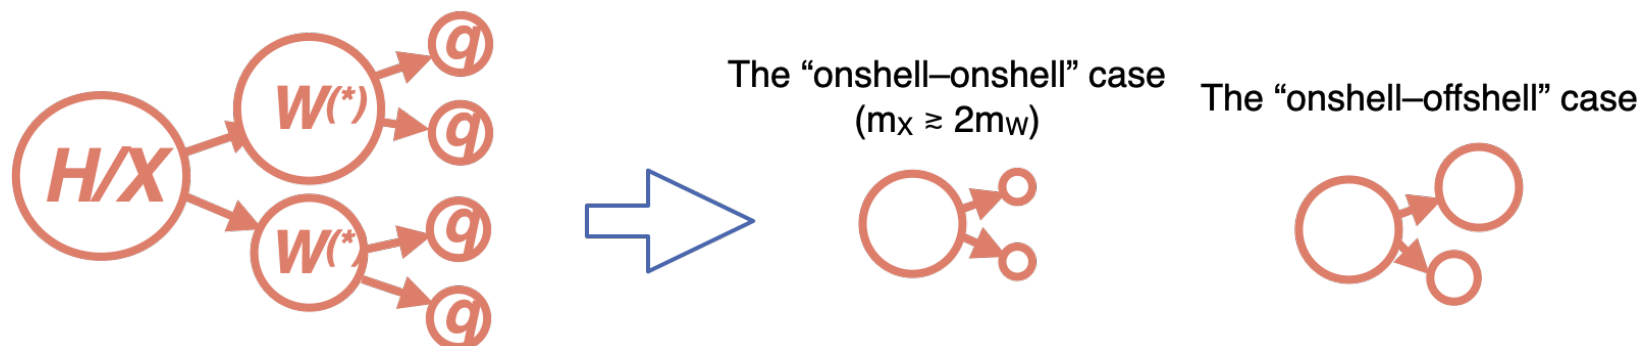 q
W(*)
q
H/X
q
W(*
q
The “onshell–onshell” case
(mX ≳ 2mW)
The “onshell–offshell” case